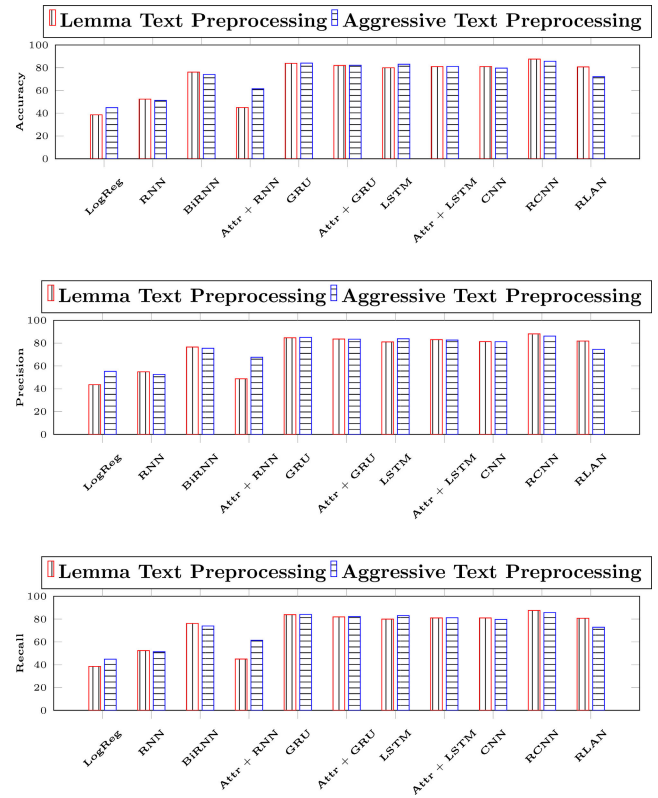 Lemma Text Preprocessing Aggressive Text Preprocessing
100
80
60
40
20
0
Accuracy
LogReg
RNN
BiRNN
Attr + RNN
GRU
Attr + GRU
LSTM
Attr + LSTM
CNN
RCNN
RLAN
Lemma Text Preprocessing Aggressive Text Preprocessing
100
80
60
40
20
0
Precision
LogReg
RNN
BiRNN
Attr + RNN
GRU
Attr + GRU
LSTM
Attr + LSTM
CNN
RCNN
RLAN
Lemma Text Preprocessing Aggressive Text Preprocessing
100
80
60
40
20
0
Recall
LogReg
RNN
BiRNN
Attr + RNN
GRU
Attr + GRU
LSTM
Attr + LSTM
CNN
RCNN
RLAN